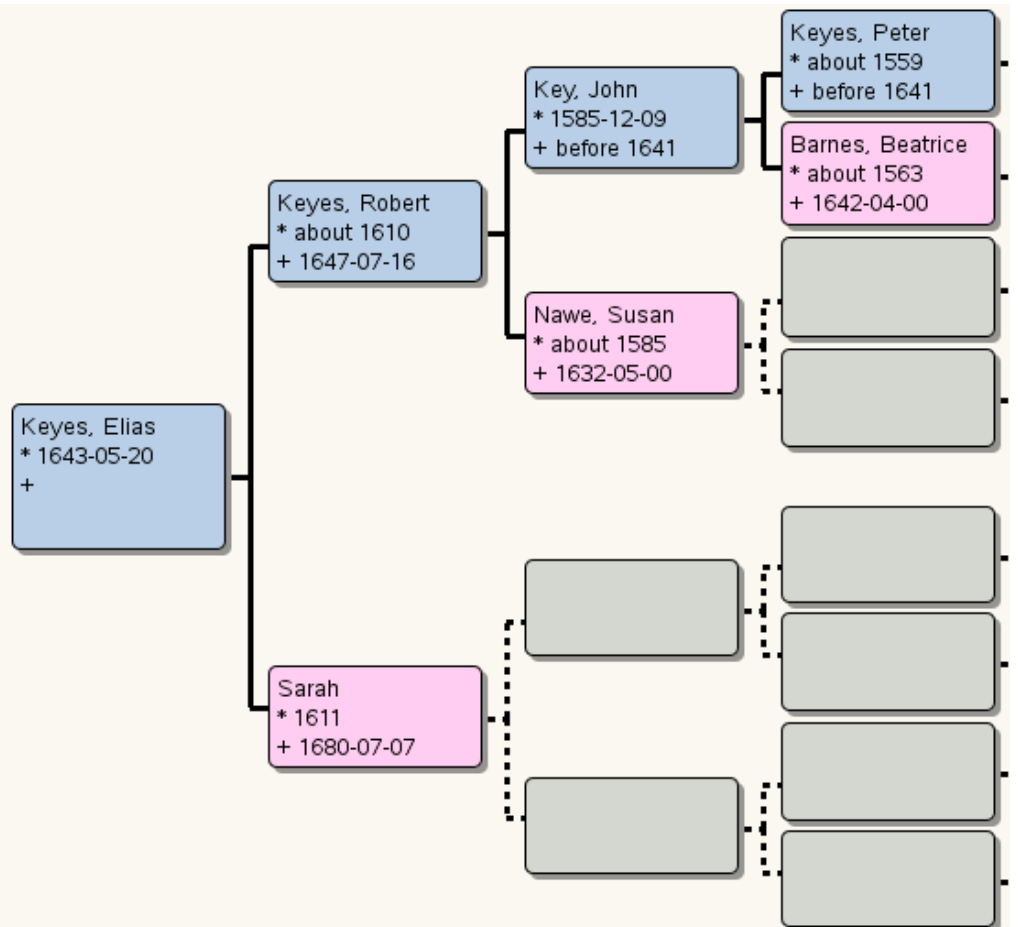 Keyes, Peter
* about 1559
+ before 1641
Key, John
* 1585-12-09
+ before 1641
Barnes, Beatrice
* about 1563
+ 1642-04-00
Keyes, Robert
* about 1610
+ 1647-07-16
Nawe, Susan
* about 1585
+ 1632-05-00
Keyes, Elias
* 1643-05-20
+
Sarah
* 1611
+ 1680-07-07